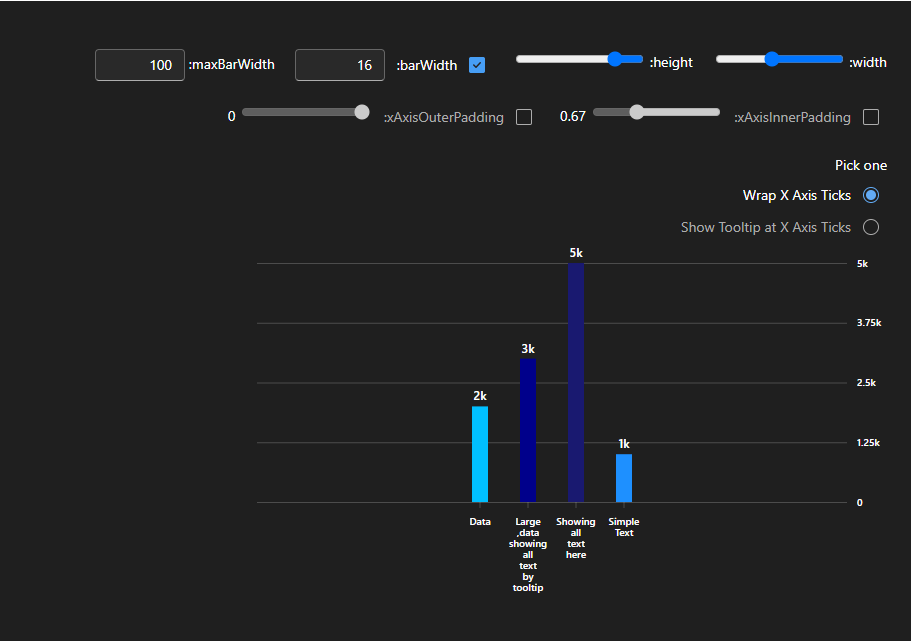 100 :maxBarWidth 16 :barWidth :height :width
0 :xAxisOuterPadding 0.67 :xAxisInnerPadding
Pick one
Wrap X Axis Ticks
Show Tooltip at X Axis Ticks
5k
5k
3.75k
3k
2.5k
2k
1.25k
1k
0
Data
Large
,data
showing
all
text
by
tooltip
Showing
all
text
here
Simple
Text